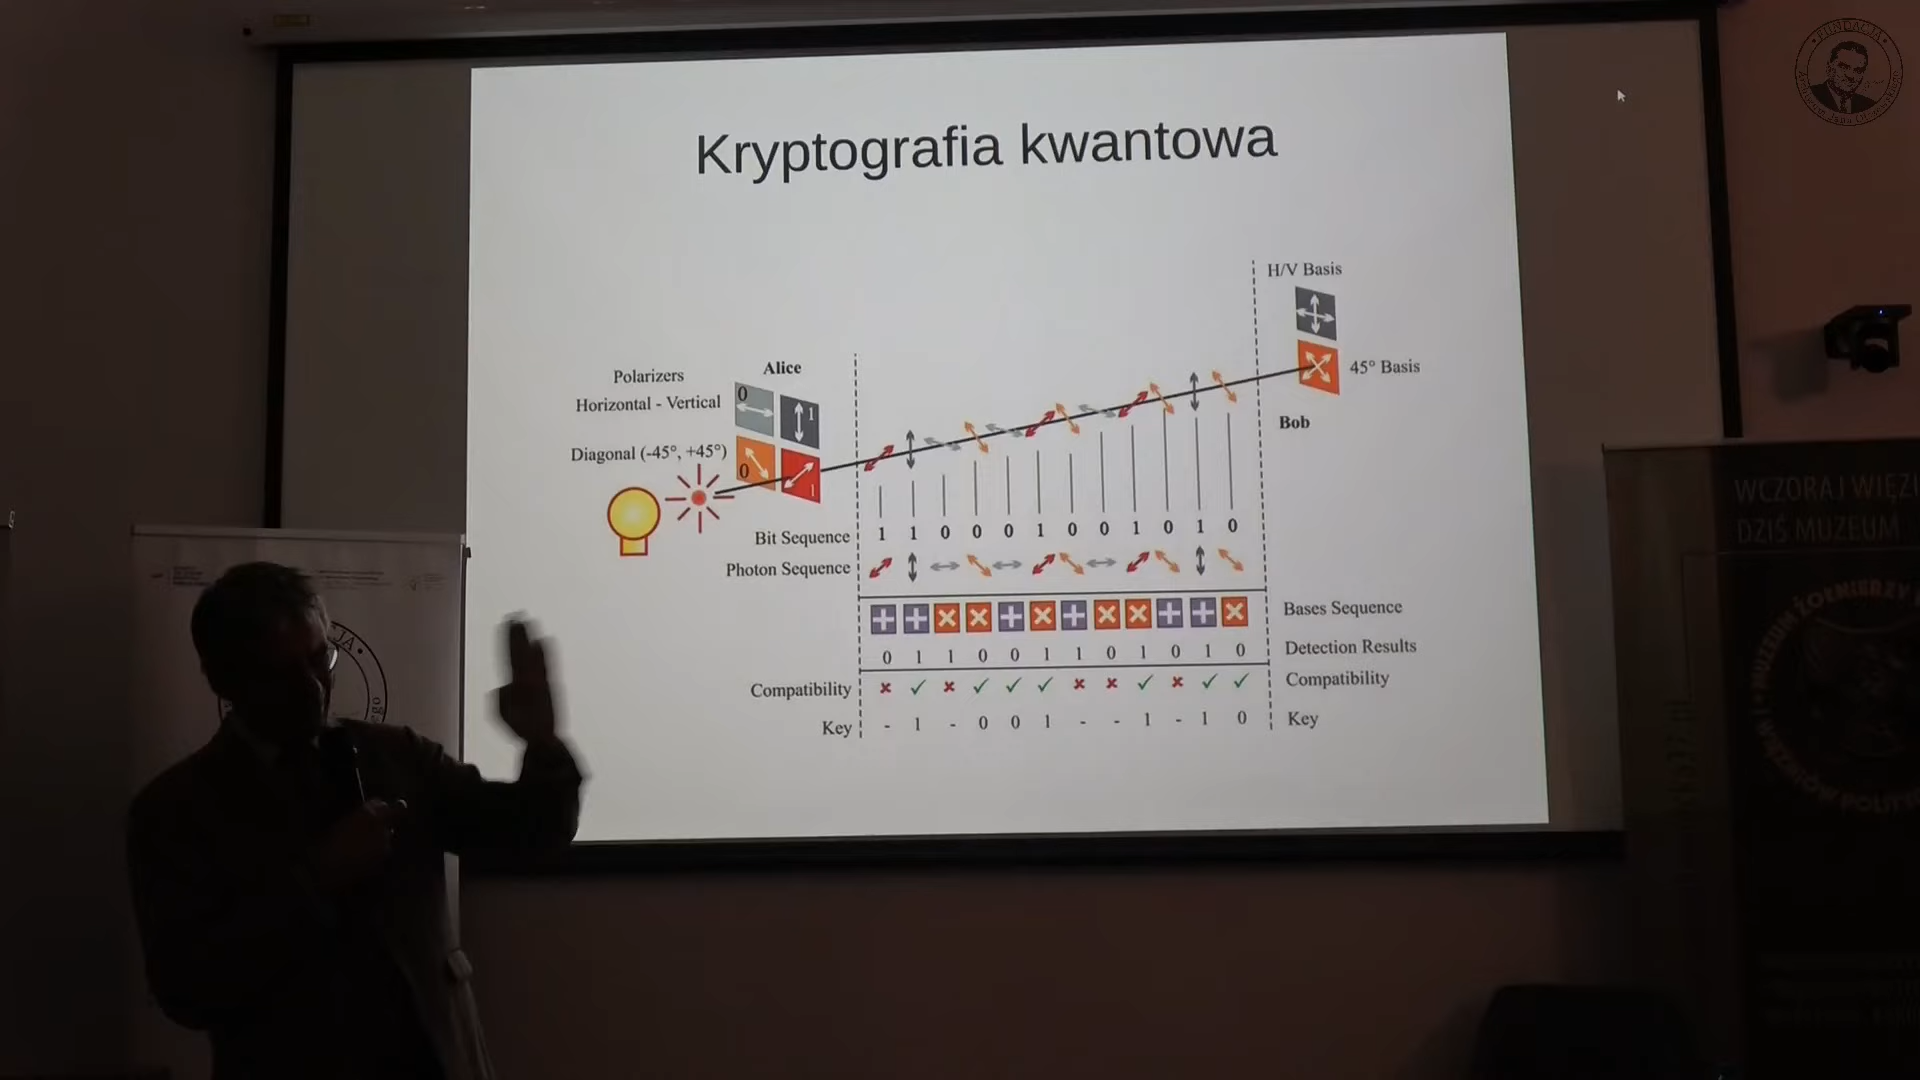 Kryptografia kwantowa
H/V Basis
45° Basis
Bob
Alice
Polarizers
Horizontal - Vertical
0 1
Diagonal (-45°, +45°)
0 1
Bit Sequence 1 1 0 0 0 1 0 0 1 0 1 0
Photon Sequence
Bases Sequence
0 1 1 0 0 1 1 0 1 0 1 0 Detection Results
Compatibility Compatibility
Key - 1 - 0 0 1 - - 1 - 1 0 Key
FUNDACJA
WCZORAJ WIĘZI
DZIŚ MUZEUM
MUZEUM ŻOŁNIERZY